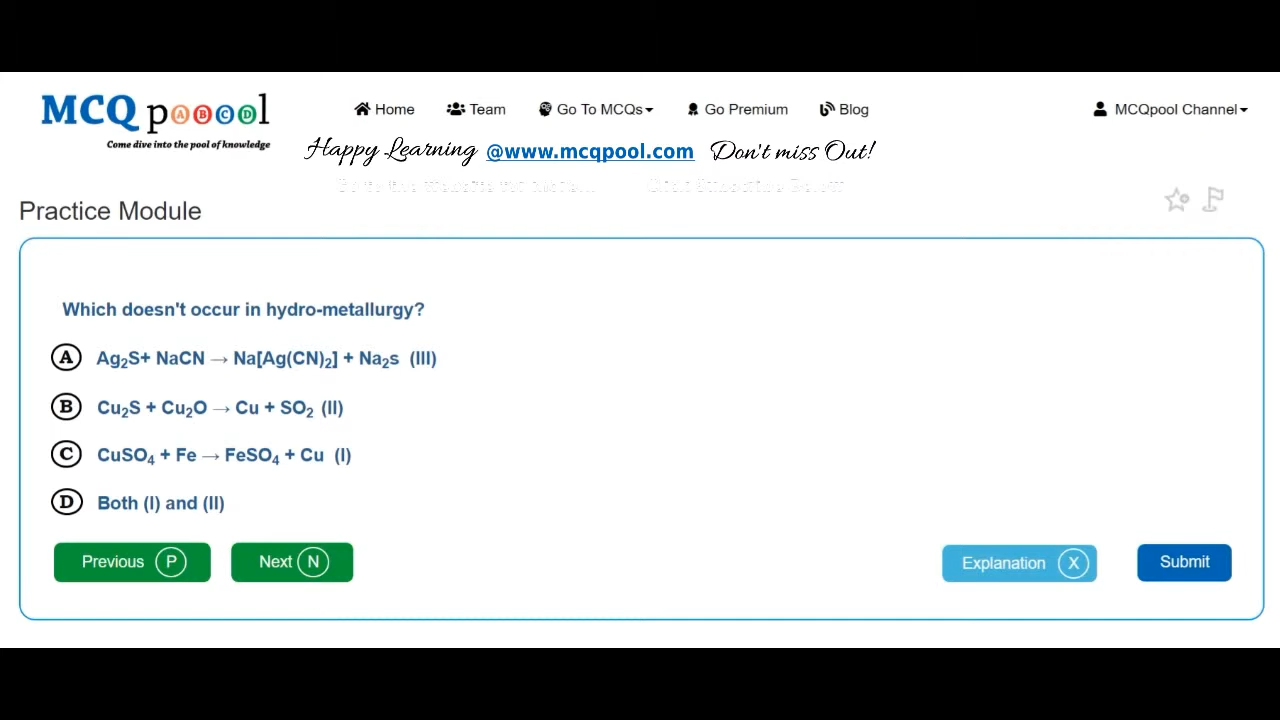 MCQ pooool
Come dive into the pool of knowledge
Home Team Go To MCQs Go Premium Blog MCQpool Channel
Happy Learning @www.mcqpool.com Don't miss Out!
Practice Module
Which doesn't occur in hydro-metallurgy?
A Ag₂S+ NaCN → Na[Ag(CN)₂] + Na₂s (III)
B Cu₂S + Cu₂O → Cu + SO₂ (II)
C CuSO₄ + Fe → FeSO₄ + Cu (I)
D Both (I) and (II)
Previous P Next N Explanation X Submit